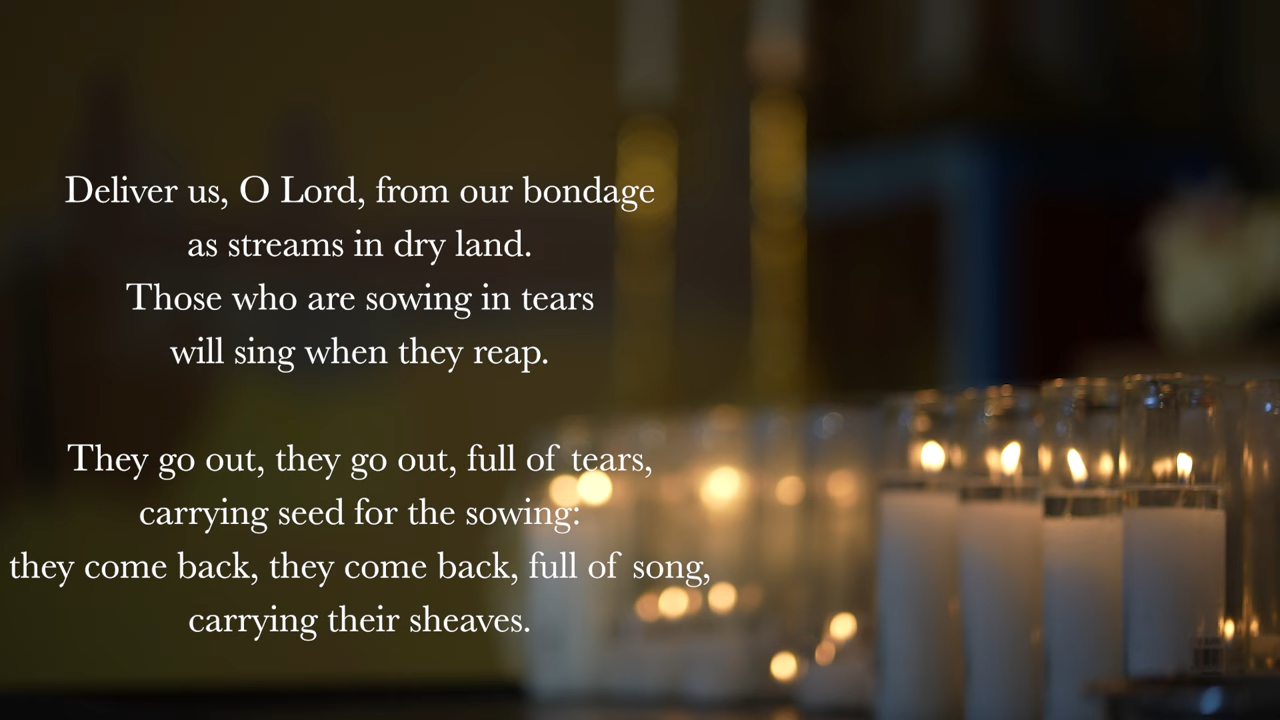 Deliver us, O Lord, from our bondage
as streams in dry land.
Those who are sowing in tears
will sing when they reap.
They go out, they go out, full of tears,
carrying seed for the sowing:
they come back, they come back, full of song,
carrying their sheaves.